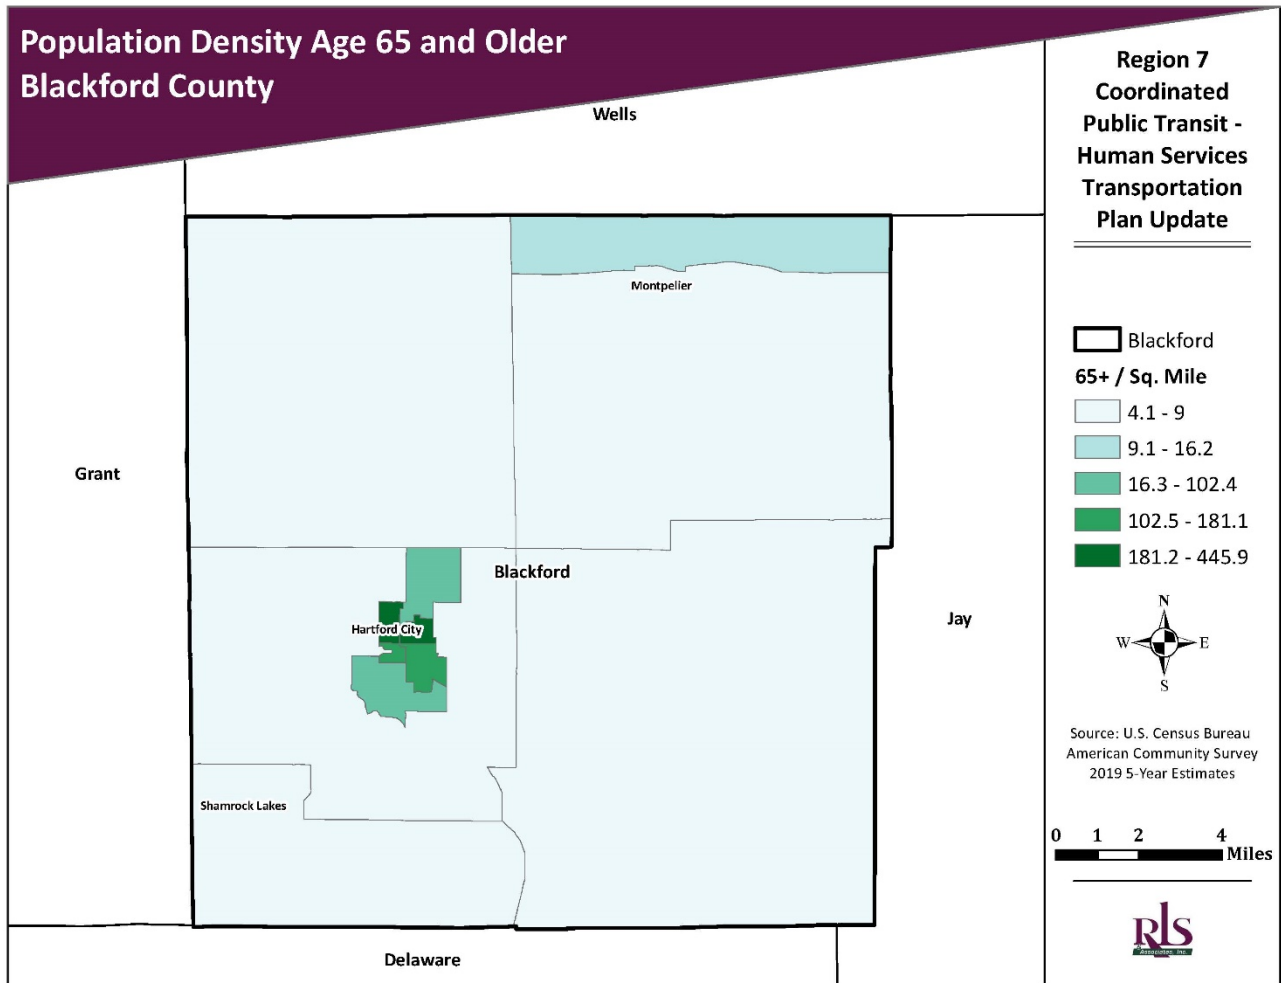 Population Density Age 65 and Older
Blackford County
Region 7
Coordinated
Public Transit -
Human Services
Transportation
Plan Update
Wells
Montpelier
Grant
Blackford
Hartford City
Jay
Shamrock Lakes
Delaware
Blackford
65+ / Sq. Mile
4.1 - 9
9.1 - 16.2
16.3 - 102.4
102.5 - 181.1
181.2 - 445.9
N
W E
S
Source: U.S. Census Bureau
American Community Survey
2019 5-Year Estimates
0 1 2 4
Miles
RLS
& Associates, Inc.